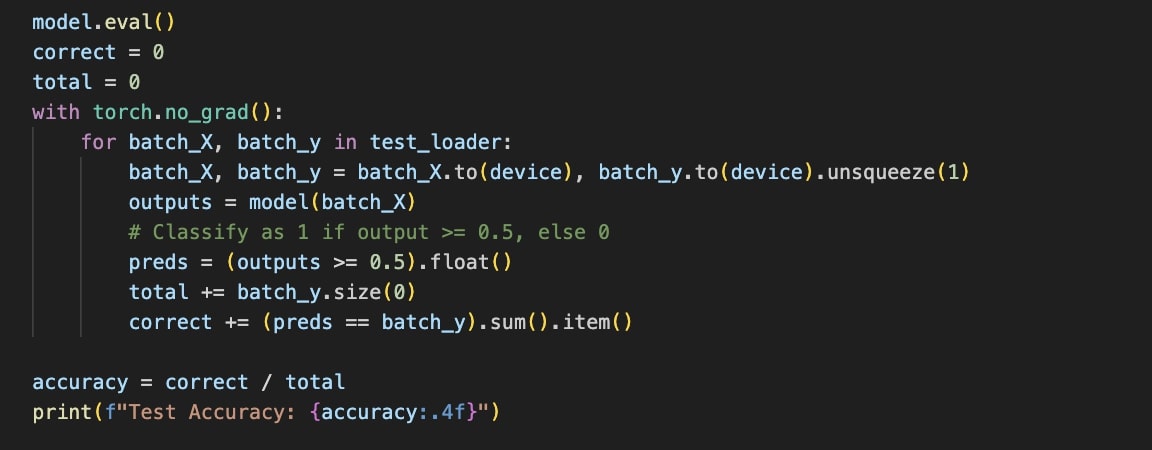 model.eval()
correct = 0
total = 0
with torch.no_grad():
    for batch_X, batch_y in test_loader:
        batch_X, batch_y = batch_X.to(device), batch_y.to(device).unsqueeze(1)
        outputs = model(batch_X)
        # Classify as 1 if output >= 0.5, else 0
        preds = (outputs >= 0.5).float()
        total += batch_y.size(0)
        correct += (preds == batch_y).sum().item()

accuracy = correct / total
print(f"Test Accuracy: {accuracy:.4f}")